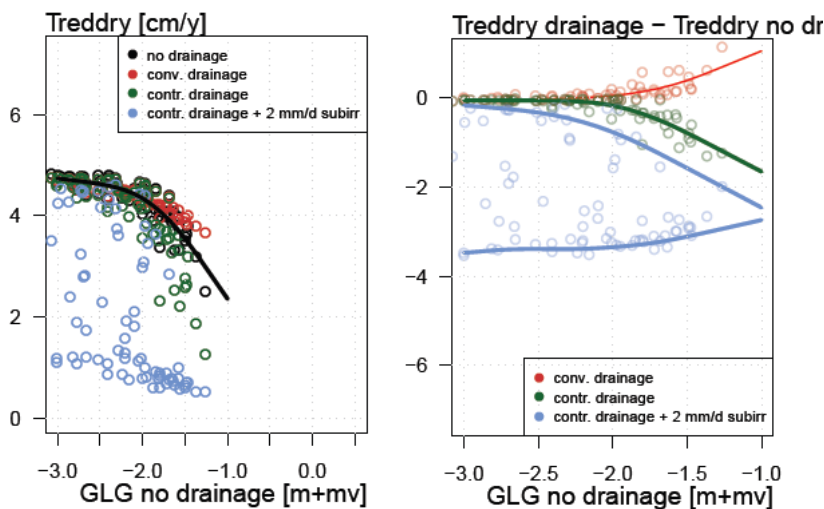 Treddry [cm/y]
no drainage
conv. drainage
contr. drainage
contr. drainage + 2 mm/d subirr
6
4
2
0
−3.0 −2.0 −1.0 0.0
GLG no drainage [m+mv]
Treddry drainage − Treddry no dr
0
−2
−4
−6
conv. drainage
contr. drainage
contr. drainage + 2 mm/d subirr
−3.0 −2.5 −2.0 −1.5 −1.0
GLG no drainage [m+mv]